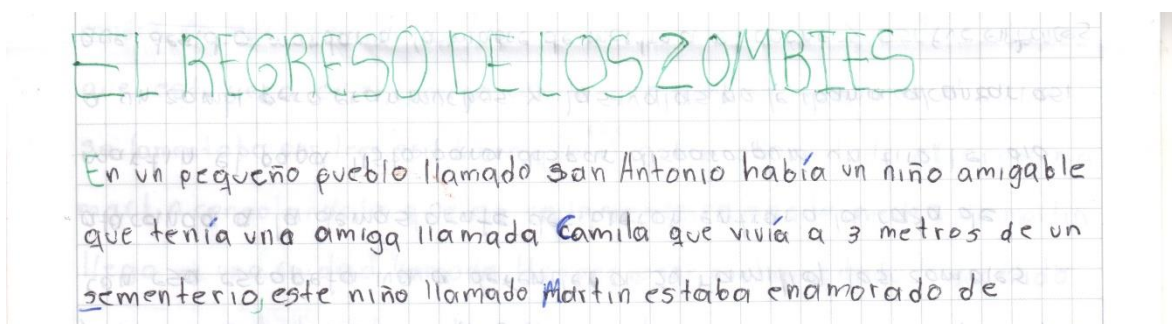 EL REGRESO DE LOS ZOMBIES
En un pequeño pueblo llamado san Antonio había un niño amigable
que tenía una amiga llamada Camila que vivía a 3 metros de un
sementerio, este niño llamado Martin estaba enamorado de